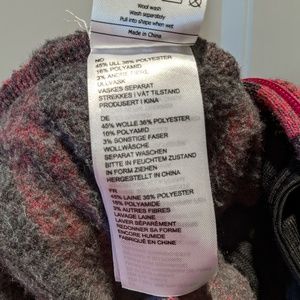 Wool wash
Wash separately
Pull into shape when wet
Made in China
NO
45% ULL 36% POLYESTER
16% POLYAMID
3% ANDRE FIBRE
ULLVASK
VASKES SEPARAT
STREKKES I VÅT TILSTAND
PRODUSERT I KINA
DE
45% WOLLE 36% POLYESTER
16% POLYAMID
3% SONSTIGE FASER
WOLLWÄSCHE
SEPARAT WASCHEN
BITTE IN FEUCHTEM ZUSTAND
IN FORM ZIEHEN
HERGESTELLT IN CHINA
FR
45% LAINE 36% POLYESTER
16% POLYAMIDE
3% AUTRES FIBRES
LAVAGE LAINE
LAVER SÉPARÉMENT
REDONNER SA FORME
ENCORE HUMIDE
FABRIQUÉ EN CHINE